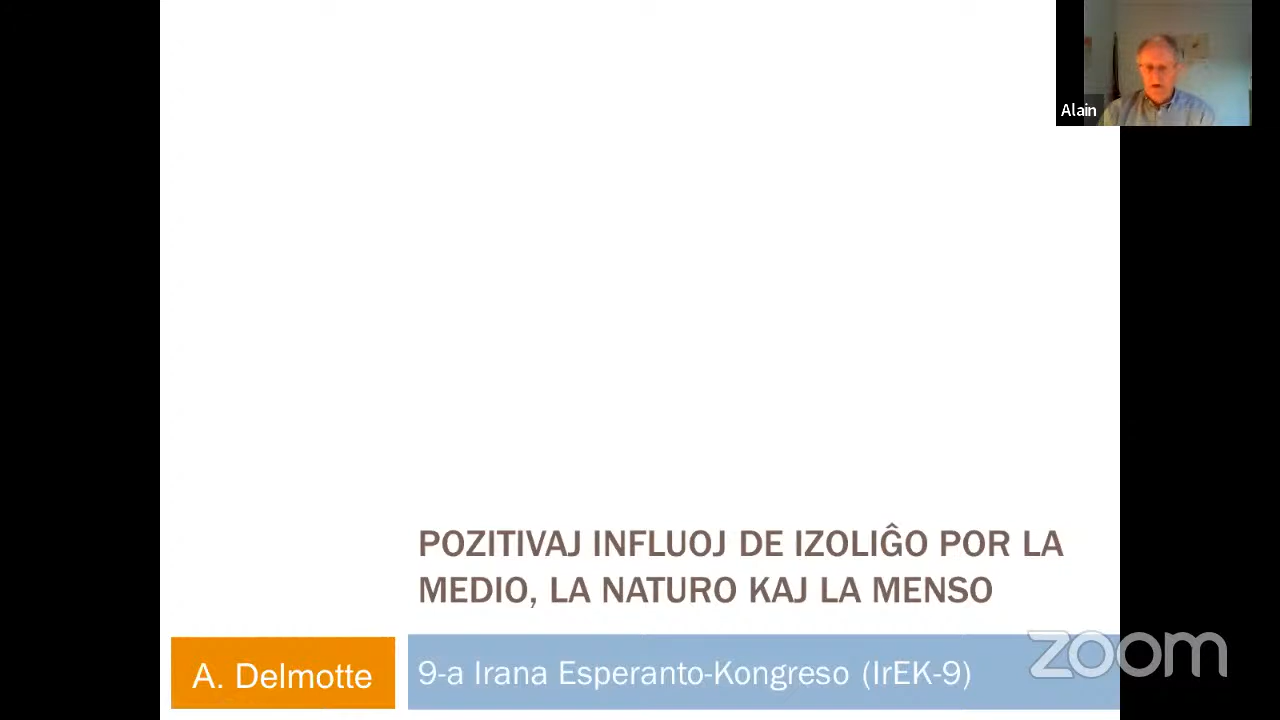 Alain
POZITIVAJ INFLUOJ DE IZOLIĜO POR LA
MEDIO, LA NATURO KAJ LA MENSO
A. Delmotte
9-a Irana Esperanto-Kongreso (IrEK-9)
zoom